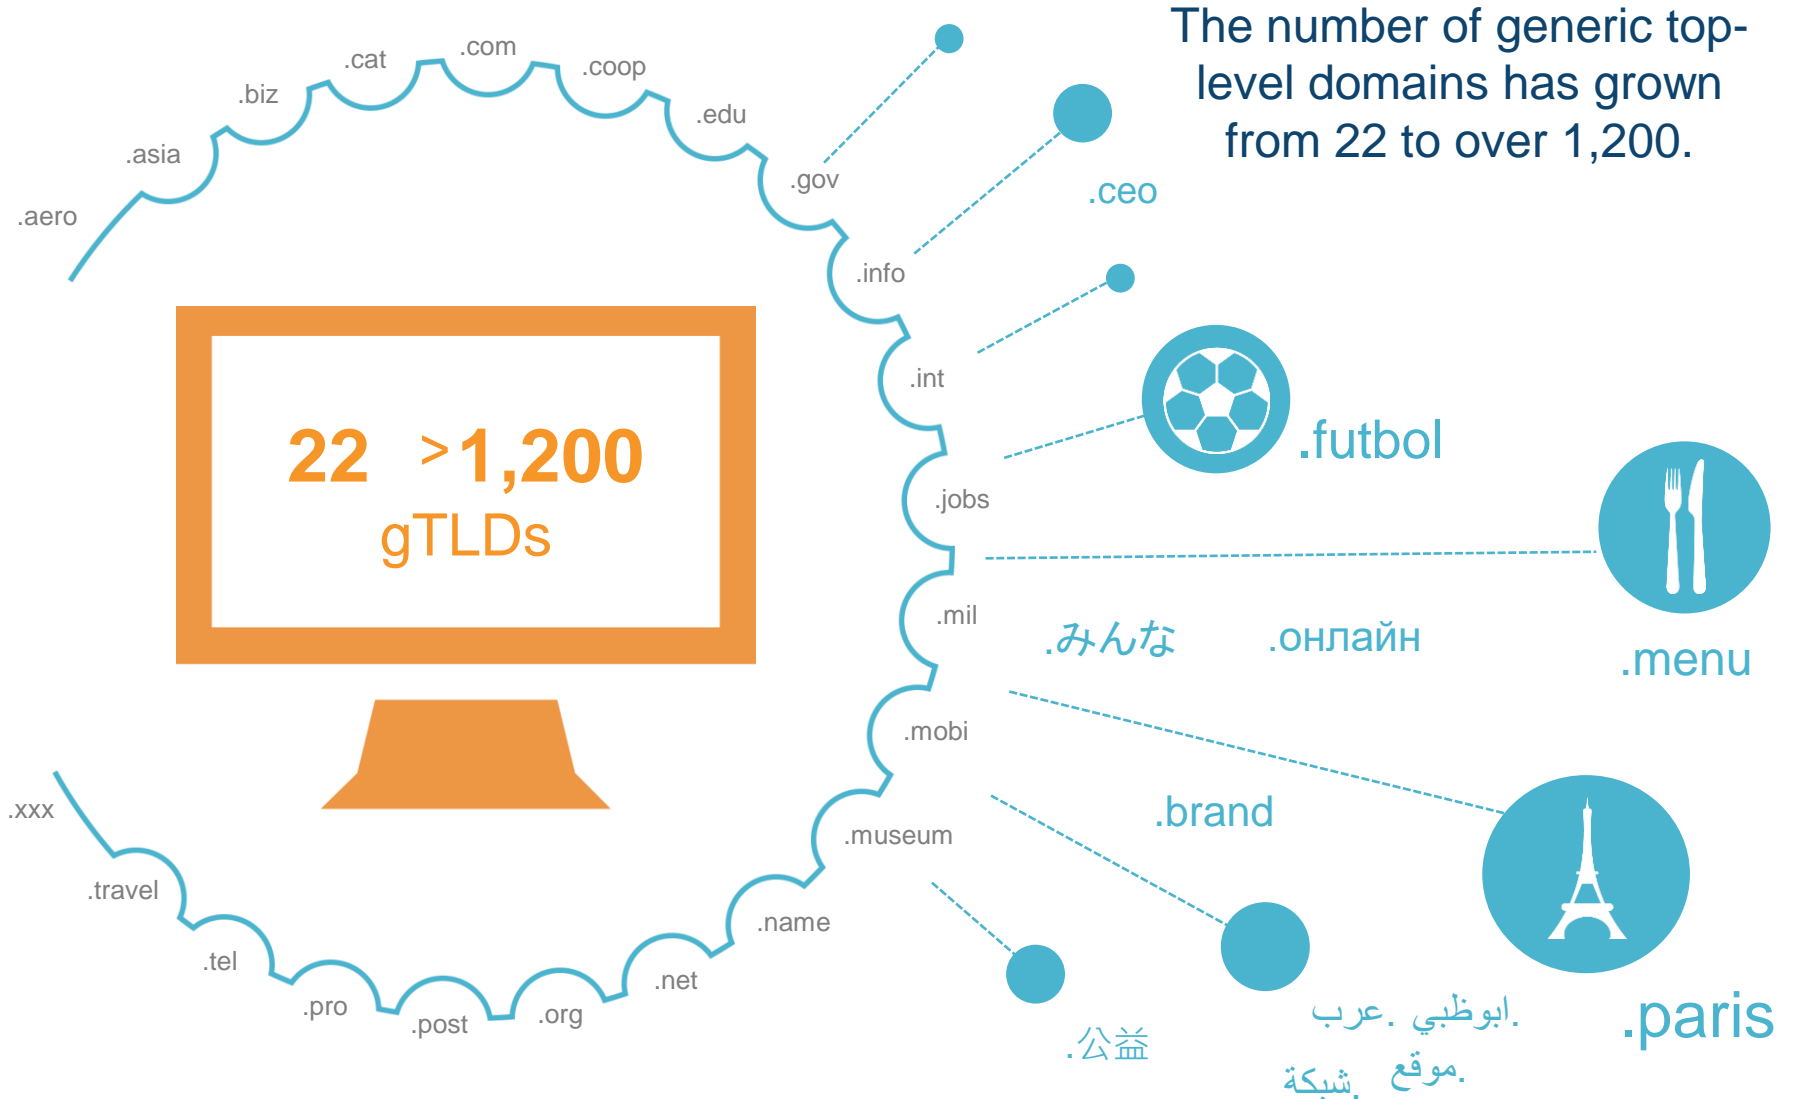 The number of generic top-
level domains has grown
from 22 to over 1,200.
.aero
.asia
.biz
.cat
.com
.coop
.edu
.gov
.info
.int
.jobs
.mil
.mobi
.museum
.name
.net
.org
.post
.pro
.tel
.travel
.xxx
22 >1,200
gTLDs
.ceo
.futbol
.menu
.みんな
.онлайн
.brand
.paris
.公益
.ابوظبي .عرب
.موقع .شبكة